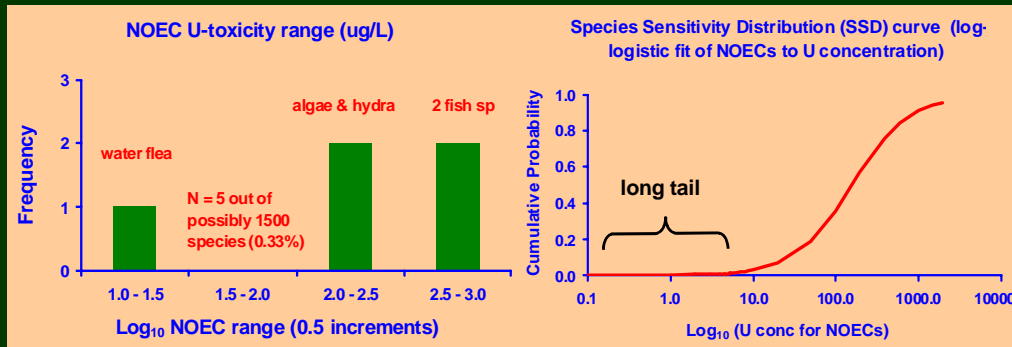 NOEC U-toxicity range (ug/L)
3
2
1
0
Frequency
water flea
N = 5 out of
possibly 1500
species (0.33%)
algae & hydra
2 fish sp
1.0 - 1.5
1.5 - 2.0
2.0 - 2.5
2.5 - 3.0
Log₁₀ NOEC range (0.5 increments)
Species Sensitivity Distribution (SSD) curve (log-
logistic fit of NOECs to U concentration)
1.0
0.8
0.6
0.4
0.2
0.0
Cumulative Probability
long tail
0.1
1.0
10.0
100.0
1000.0
10000
Log₁₀ (U conc for NOECs)